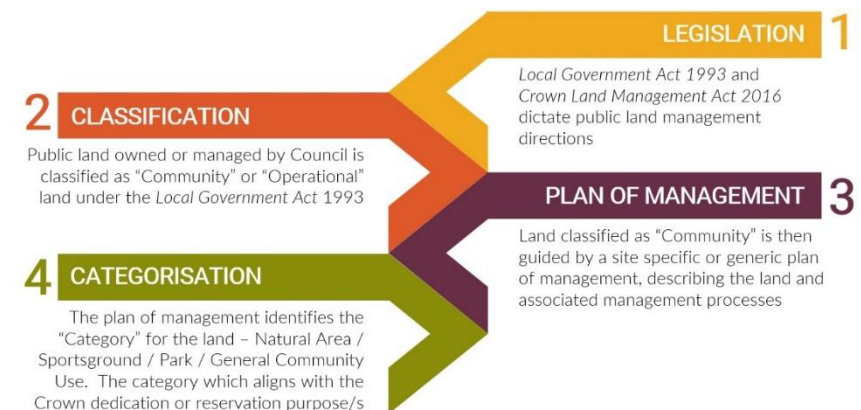 LEGISLATION 1
Local Government Act 1993 and
Crown Land Management Act 2016
dictate public land management
directions
2 CLASSIFICATION
Public land owned or managed by Council is
classified as “Community” or “Operational”
land under the Local Government Act 1993
PLAN OF MANAGEMENT 3
Land classified as “Community” is then
guided by a site specific or generic plan
of management, describing the land and
associated management processes
4 CATEGORISATION
The plan of management identifies the
“Category” for the land – Natural Area /
Sportsground / Park / General Community
Use. The category which aligns with the
Crown dedication or reservation purpose/s